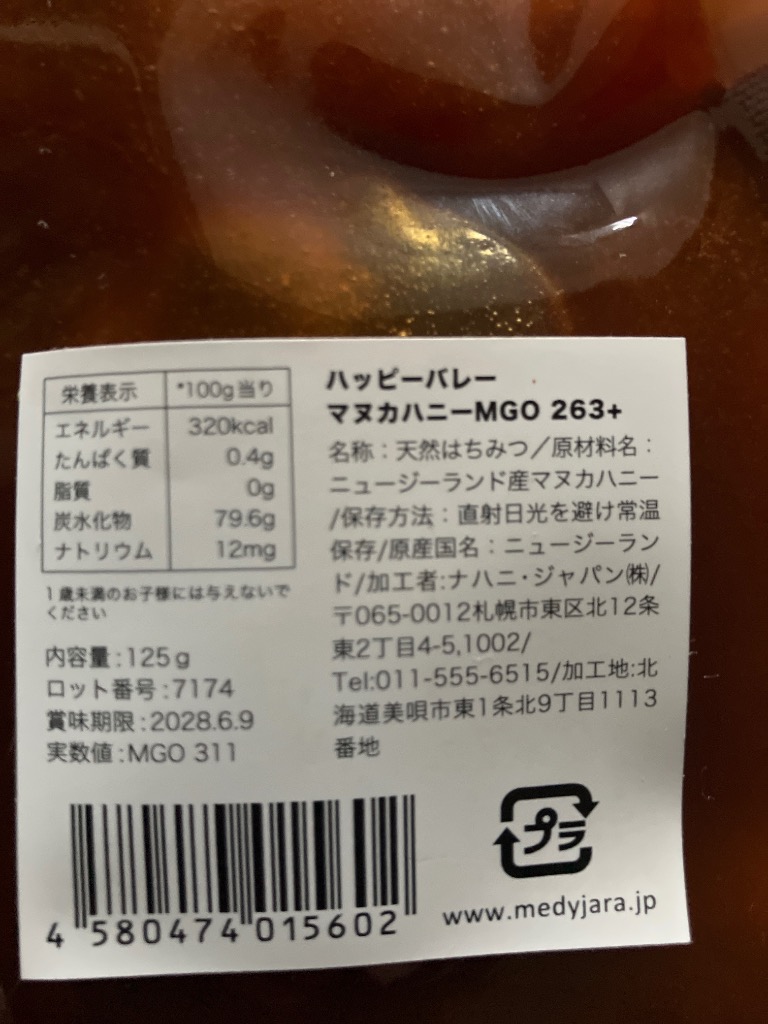 栄養表示 *100g当り
エネルギー 320kcal
たんぱく質 0.4g
脂質 0g
炭水化物 79.6g
ナトリウム 12mg
1歳未満のお子様には与えないで
ください
内容量:125g
ロット番号:7174
賞味期限:2028.6.9
実数値:MGO 311
ハッピーバレー
マヌカハニーMGO 263+
名称:天然はちみつ/原材料名:
ニュージーランド産マヌカハニー
/保存方法:直射日光を避け常温
保存/原産国名:ニュージーラン
ド/加工者:ナハニ・ジャパン㈱/
〒065-0012札幌市東区北12条
東2丁目4-5,1002/
Tel:011-555-6515/加工地:北
海道美唄市東1条北9丁目1113
番地
4 580474 015602
プラ
www.medyjara.jp